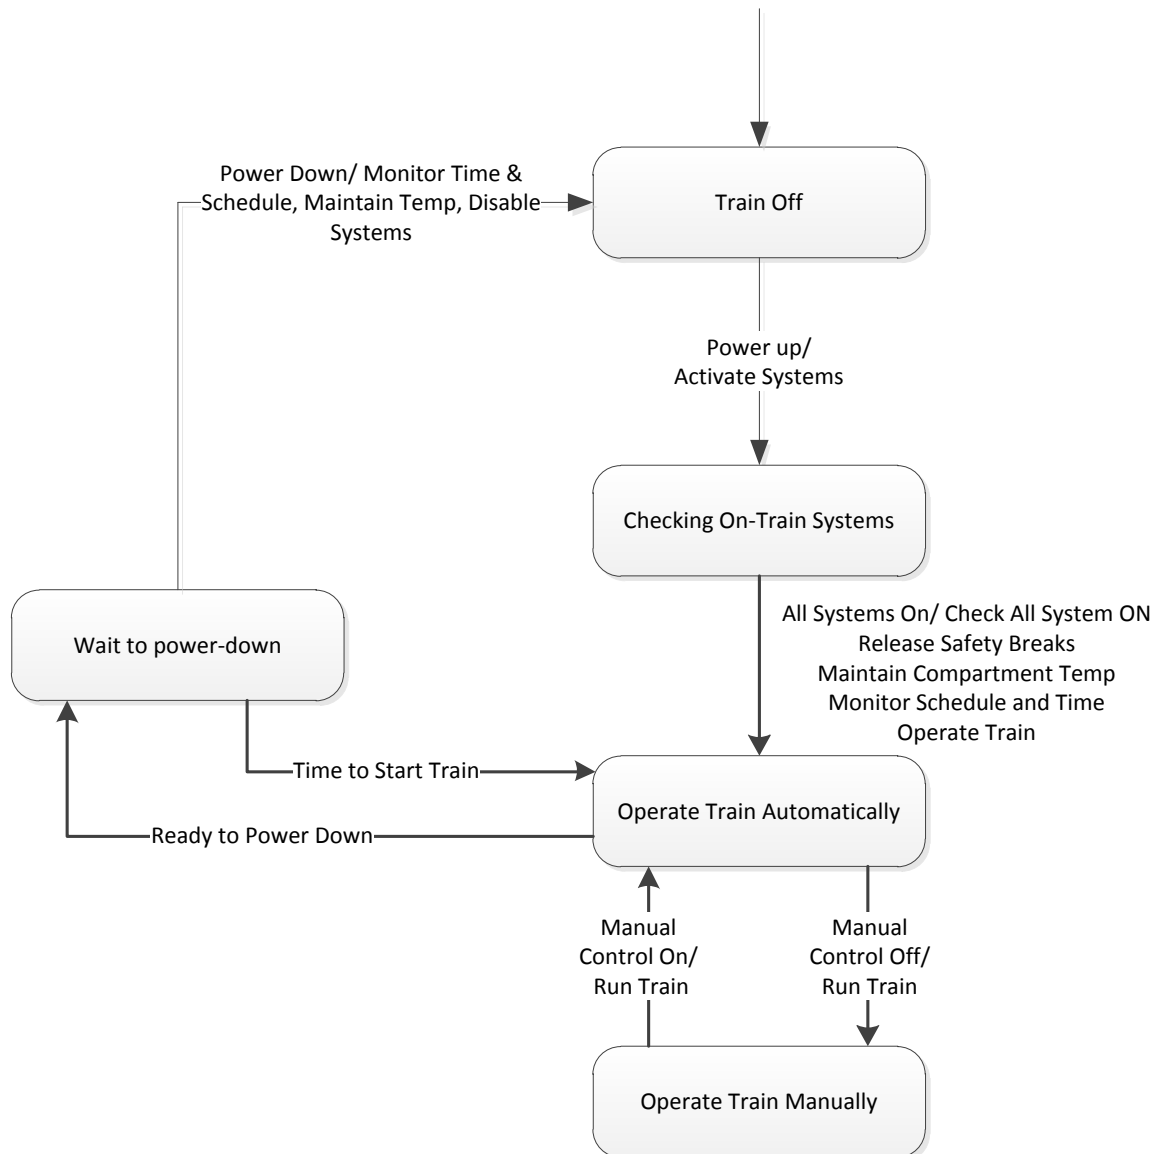 Power Down/ Monitor Time &
Schedule, Maintain Temp, Disable
Systems
Train Off
Power up/
Activate Systems
Checking On-Train Systems
All Systems On/ Check All System ON
Release Safety Breaks
Maintain Compartment Temp
Monitor Schedule and Time
Operate Train
Wait to power-down
Time to Start Train
Operate Train Automatically
Ready to Power Down
Manual
Control On/
Run Train
Manual
Control Off/
Run Train
Operate Train Manually